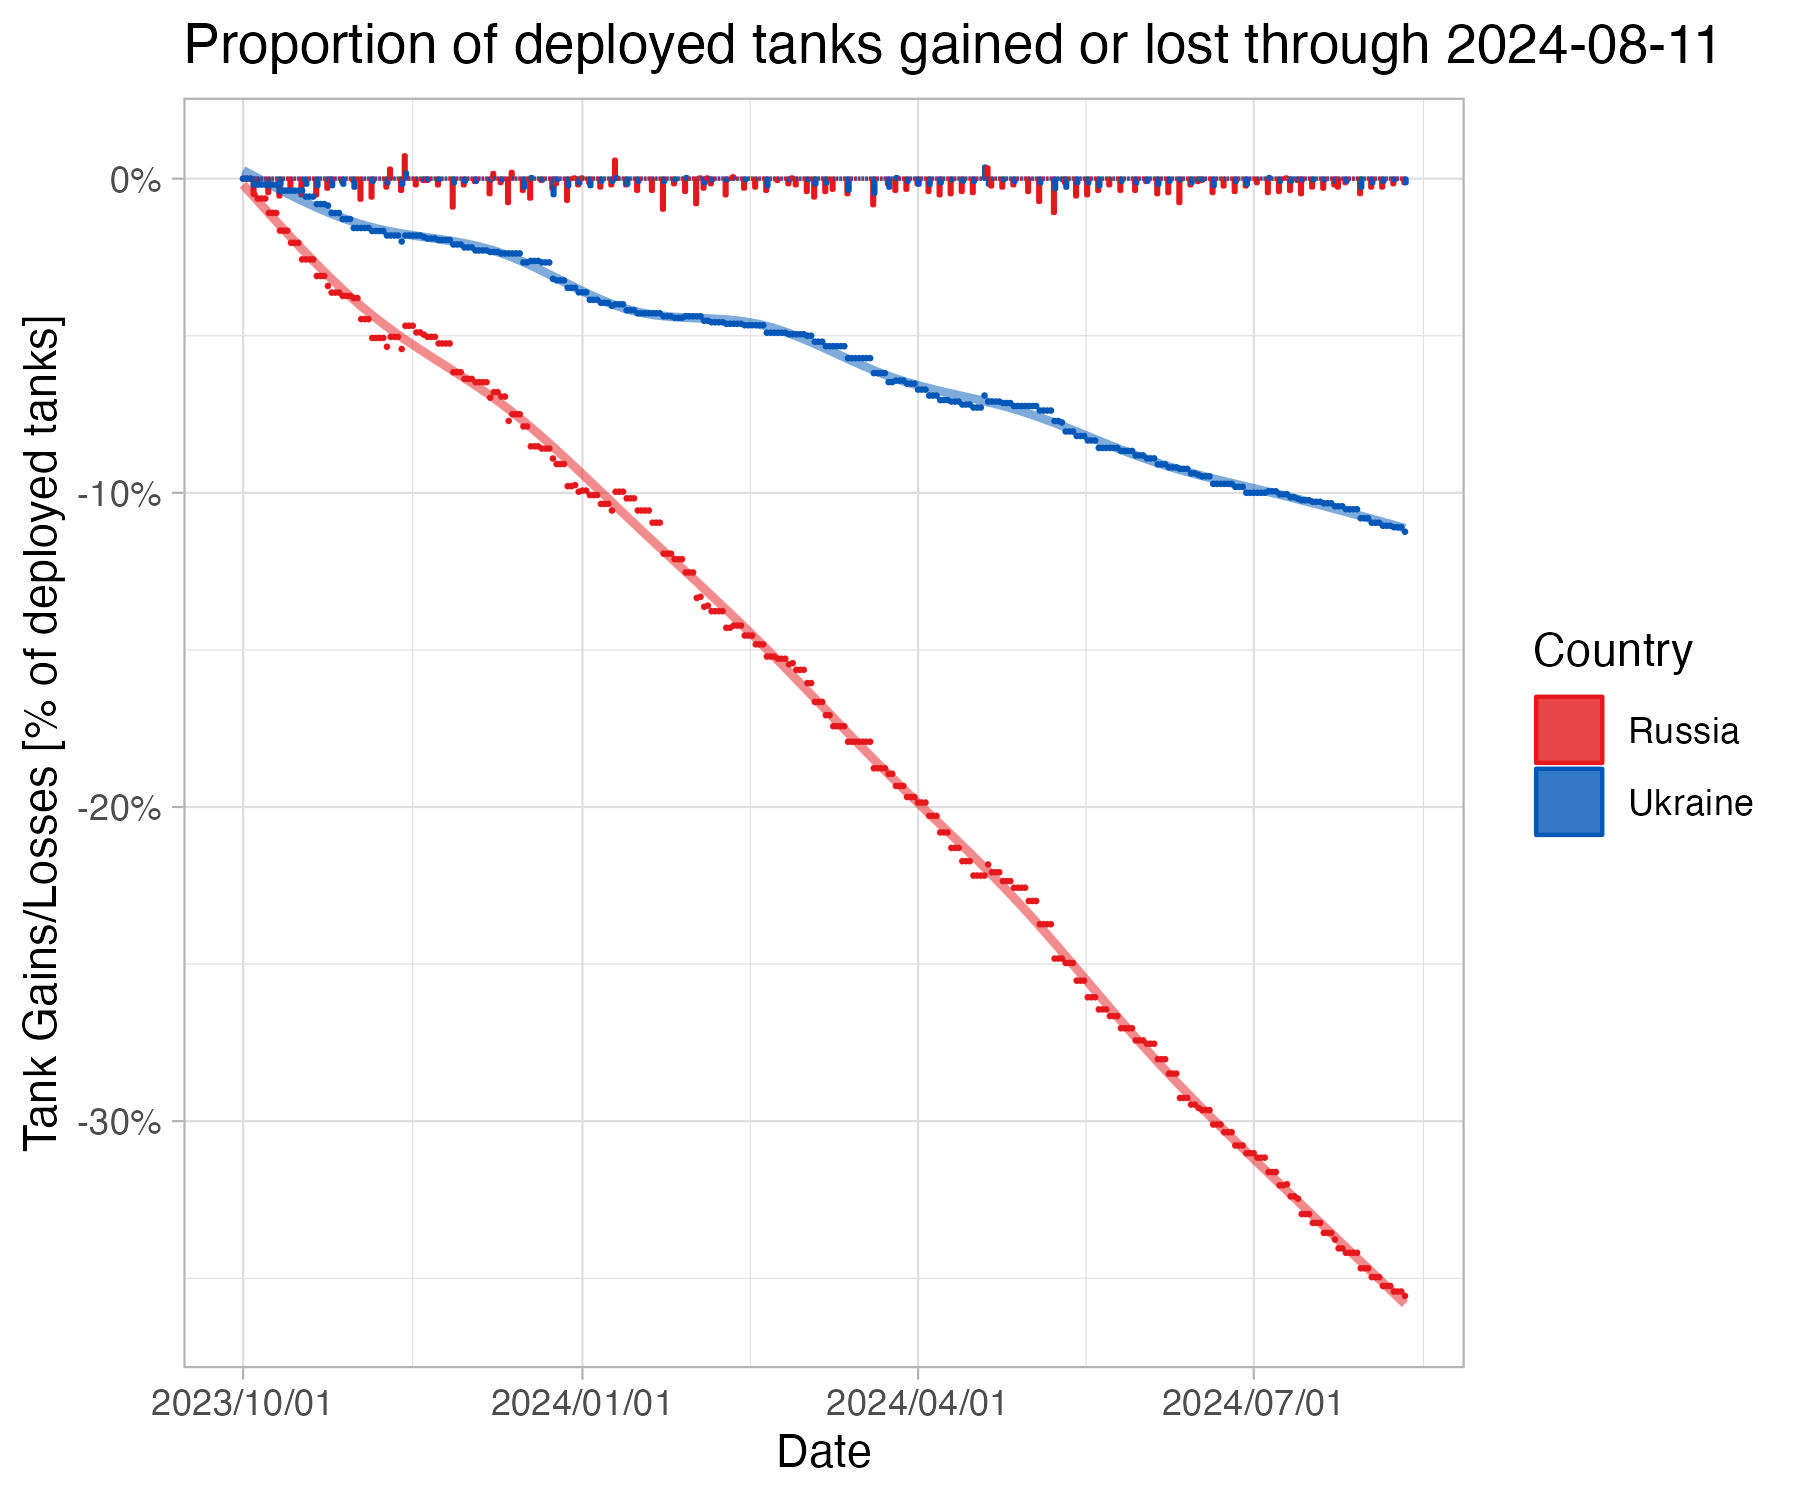 Proportion of deployed tanks gained or lost through 2024-08-11
Tank Gains/Losses [% of deployed tanks]
0%
-10%
-20%
-30%
2023/10/01
2024/01/01
2024/04/01
2024/07/01
Date
Country
Russia
Ukraine